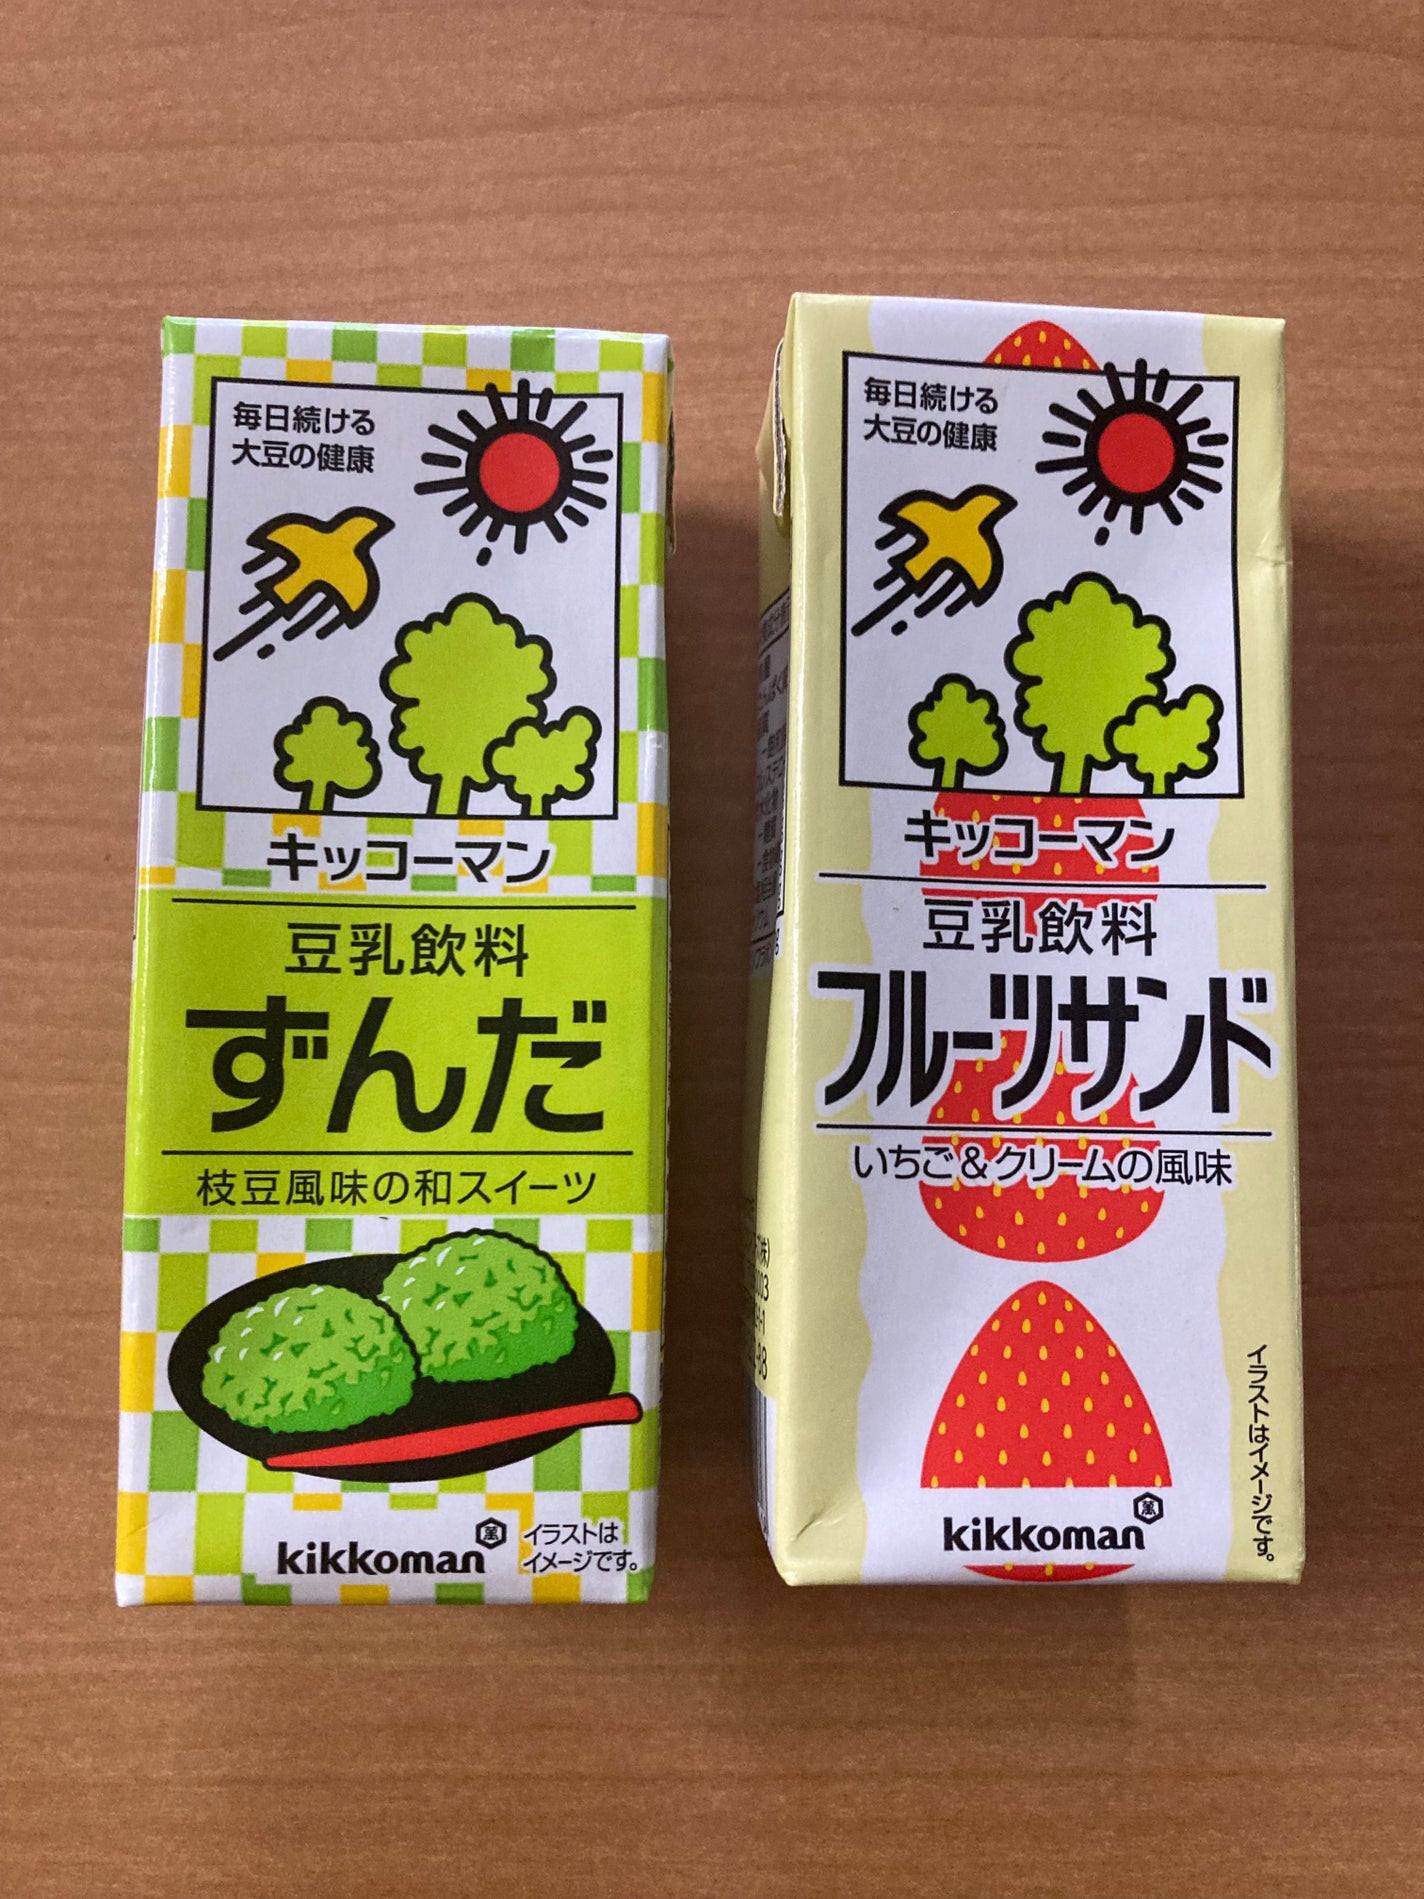 毎日続ける
大豆の健康
キッコーマン
豆乳飲料
ずんだ
枝豆風味の和スイーツ
kikkoman 萬
イラストは
イメージです。
毎日続ける
大豆の健康
キッコーマン
豆乳飲料
フルーツサンド
いちご&クリームの風味
イラストはイメージです。
kikkoman 萬